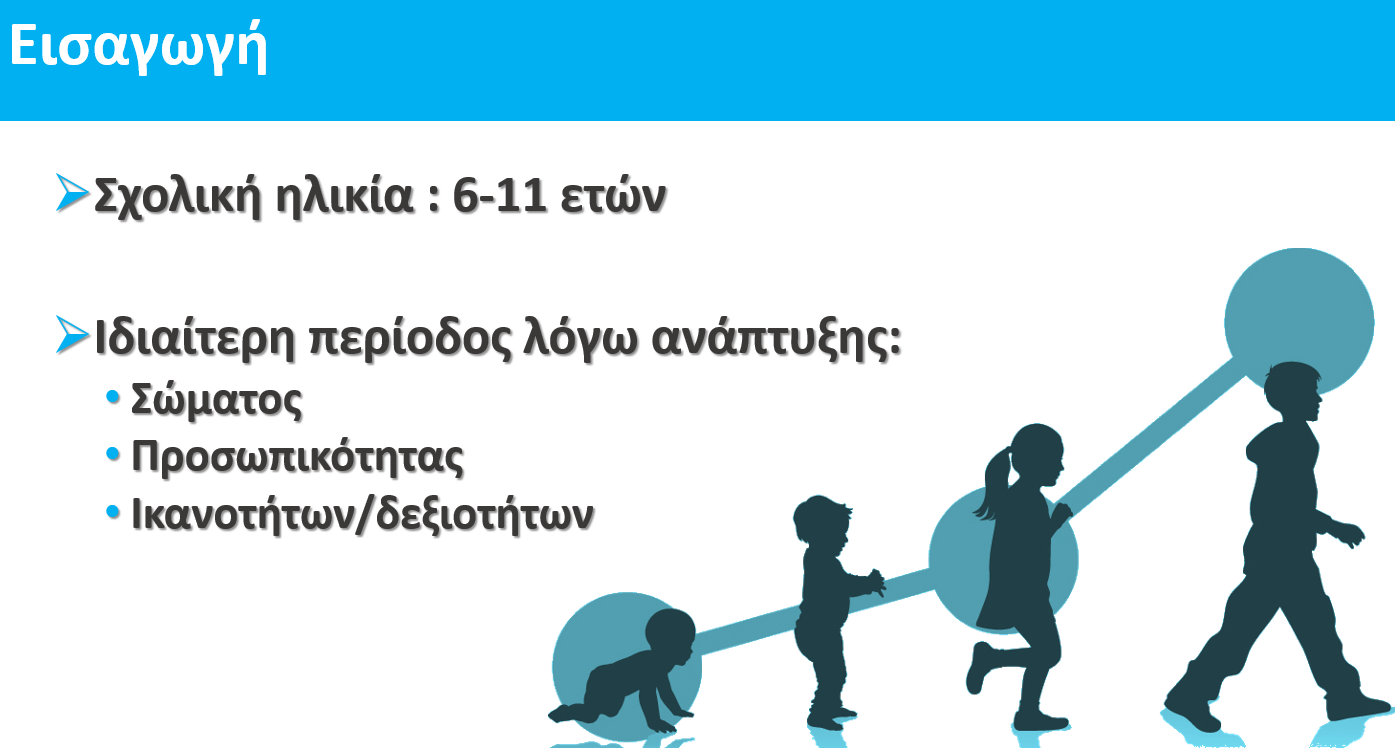 Εισαγωγή
Σχολική ηλικία : 6-11 ετών
Ιδιαίτερη περίοδος λόγω ανάπτυξης:
Σώματος
Προσωπικότητας
Ικανοτήτων/δεξιοτήτων